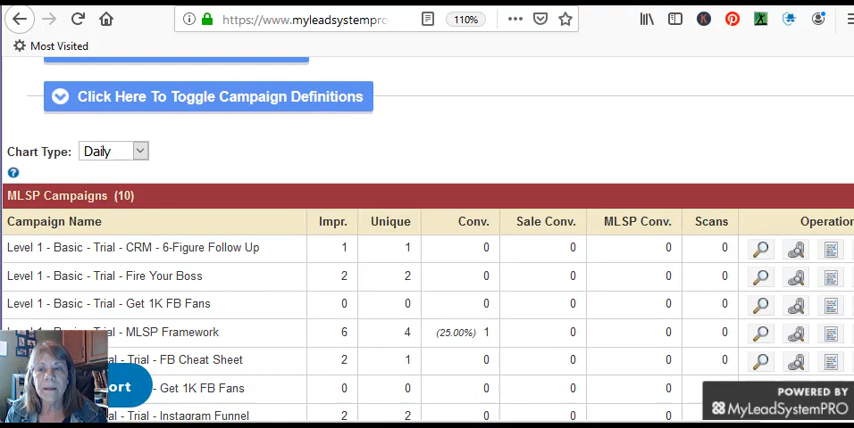 https://www.myleadsystempro
110%
Most Visited
Click Here To Toggle Campaign Definitions
Chart Type: Daily
MLSP Campaigns (10)
Campaign Name Impr. Unique Conv. Sale Conv. MLSP Conv. Scans Operation
Level 1 - Basic - Trial - CRM - 6-Figure Follow Up 1 1 0 0 0 0
Level 1 - Basic - Trial - Fire Your Boss 2 2 0 0 0 0
Level 1 - Basic - Trial - Get 1K FB Fans 0 0 0 0 0 0
Level 1 - Basic - Trial - MLSP Framework 6 4 (25.00%) 1 0 0 0
- Trial - FB Cheat Sheet 2 1 0 0 0 0
ort
- Get 1K FB Fans 0 0 0 0 0
- Trial - Instagram Funnel 2 2 0 0 0
POWERED BY
MyLeadSystemPRO